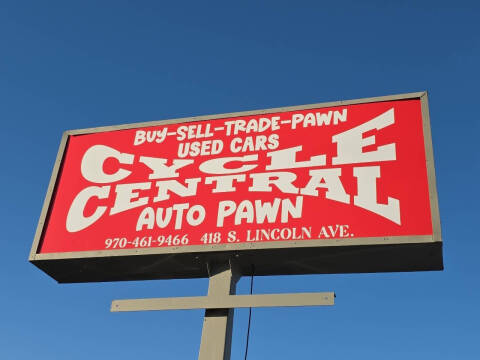 BUY-SELL-TRADE-PAWN
USED CARS
CYCLE
CENTRAL
AUTO PAWN
970-461-9466 418 S. LINCOLN AVE.